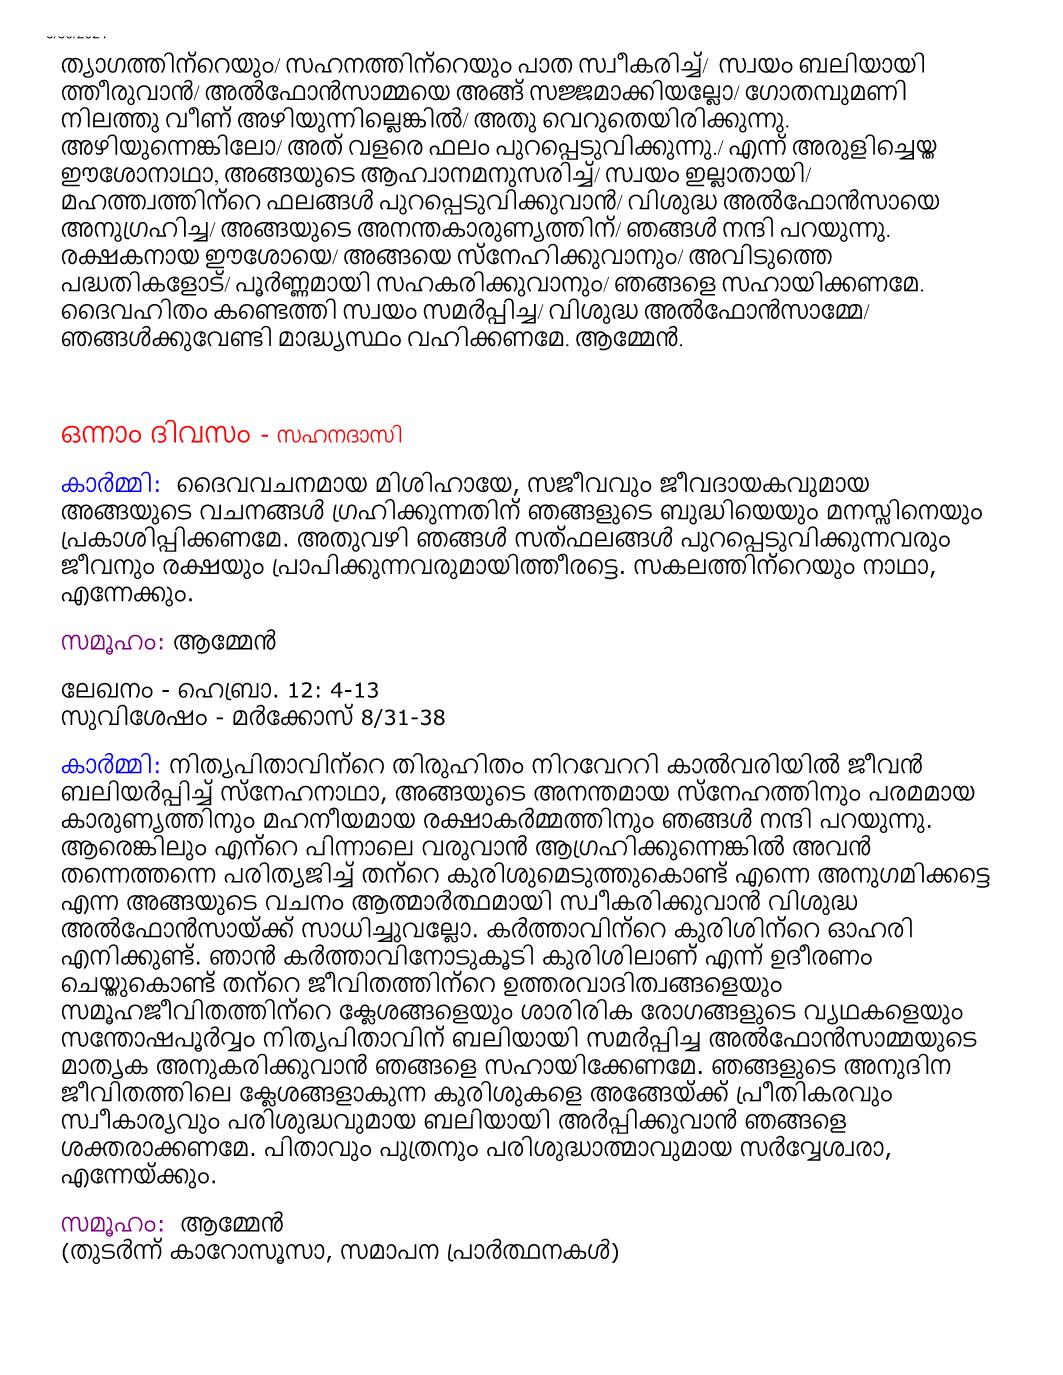 ത്യാഗത്തിന്റെയും/ സഹനത്തിന്റെയും പാത സ്വീകരിച്ച്/ സ്വയം ബലിയായി
ത്തീരുവാൻ/ അൽഫോൻസാമ്മയെ അങ്ങ് സജ്ജമാക്കിയല്ലോ/ ഗോതമ്പുമണി
നിലത്തു വീണ് അഴിയുന്നില്ലെങ്കിൽ/ അതു വെറുതെയിരിക്കുന്നു.
അഴിയുന്നെങ്കിലോ/ അത് വളരെ ഫലം പുറപ്പെടുവിക്കുന്നു./ എന്ന് അരുളിച്ചെയ്ത
ഈശോനാഥാ, അങ്ങയുടെ ആഹ്വാനമനുസരിച്ച്/ സ്വയം ഇല്ലാതായി/
മഹത്ത്വത്തിന്റെ ഫലങ്ങൾ പുറപ്പെടുവിക്കുവാൻ/ വിശുദ്ധ അൽഫോൻസായെ
അനുഗ്രഹിച്ച/ അങ്ങയുടെ അനന്തകാരുണ്യത്തിന്/ ഞങ്ങൾ നന്ദി പറയുന്നു.
രക്ഷകനായ ഈശോയെ/ അങ്ങയെ സ്നേഹിക്കുവാനും/ അവിടുത്തെ
പദ്ധതികളോട്/ പൂർണ്ണമായി സഹകരിക്കുവാനും/ ഞങ്ങളെ സഹായിക്കണമേ.
ദൈവഹിതം കണ്ടെത്തി സ്വയം സമർപ്പിച്ച/ വിശുദ്ധ അൽഫോൻസാമ്മേ/
ഞങ്ങൾക്കുവേണ്ടി മാദ്ധ്യസ്ഥം വഹിക്കണമേ. ആമ്മേൻ.
ഒന്നാം ദിവസം - സഹനദാസി
കാർമ്മി: ദൈവവചനമായ മിശിഹായേ, സജീവവും ജീവദായകവുമായ
അങ്ങയുടെ വചനങ്ങൾ ഗ്രഹിക്കുന്നതിന് ഞങ്ങളുടെ ബുദ്ധിയെയും മനസ്സിനെയും
പ്രകാശിപ്പിക്കണമേ. അതുവഴി ഞങ്ങൾ സത്ഫലങ്ങൾ പുറപ്പെടുവിക്കുന്നവരും
ജീവനും രക്ഷയും പ്രാപിക്കുന്നവരുമായിത്തീരട്ടെ. സകലത്തിന്റെയും നാഥാ,
എന്നേക്കും.
സമൂഹം: ആമ്മേൻ
ലേഖനം - ഹെബ്രാ. 12: 4-13
സുവിശേഷം - മർക്കോസ് 8/31-38
കാർമ്മി: നിത്യപിതാവിന്റെ തിരുഹിതം നിറവേററി കാൽവരിയിൽ ജീവൻ
ബലിയർപ്പിച്ച് സ്നേഹനാഥാ, അങ്ങയുടെ അനന്തമായ സ്നേഹത്തിനും പരമമായ
കാരുണ്യത്തിനും മഹനീയമായ രക്ഷാകർമ്മത്തിനും ഞങ്ങൾ നന്ദി പറയുന്നു.
ആരെങ്കിലും എന്റെ പിന്നാലെ വരുവാൻ ആഗ്രഹിക്കുന്നെങ്കിൽ അവൻ
തന്നെത്തന്നെ പരിത്യജിച്ച് തന്റെ കുരിശുമെടുത്തുകൊണ്ട് എന്നെ അനുഗമിക്കട്ടെ
എന്ന അങ്ങയുടെ വചനം ആത്മാർത്ഥമായി സ്വീകരിക്കുവാൻ വിശുദ്ധ
അൽഫോൻസായ്ക്ക് സാധിച്ചുവല്ലോ. കർത്താവിന്റെ കുരിശിന്റെ ഓഹരി
എനിക്കുണ്ട്. ഞാൻ കർത്താവിനോടുകൂടി കുരിശിലാണ് എന്ന് ഉദീരണം
ചെയ്തുകൊണ്ട് തന്റെ ജീവിതത്തിന്റെ ഉത്തരവാദിത്വങ്ങളെയും
സമൂഹജീവിതത്തിന്റെ ക്ലേശങ്ങളെയും ശാരിരിക രോഗങ്ങളുടെ വ്യഥകളെയും
സന്തോഷപൂർവ്വം നിത്യപിതാവിന് ബലിയായി സമർപ്പിച്ച അൽഫോൻസാമ്മയുടെ
മാതൃക അനുകരിക്കുവാൻ ഞങ്ങളെ സഹായിക്കേണമേ. ഞങ്ങളുടെ അനുദിന
ജീവിതത്തിലെ ക്ലേശങ്ങളാകുന്ന കുരിശുകളെ അങ്ങേയ്ക്ക് പ്രീതികരവും
സ്വീകാര്യവും പരിശുദ്ധവുമായ ബലിയായി അർപ്പിക്കുവാൻ ഞങ്ങളെ
ശക്തരാക്കണമേ. പിതാവും പുത്രനും പരിശുദ്ധാത്മാവുമായ സർവ്വേശ്വരാ,
എന്നേയ്ക്കും.
സമൂഹം: ആമ്മേൻ
(തുടർന്ന് കാറോസൂസാ, സമാപന പ്രാർത്ഥനകൾ)